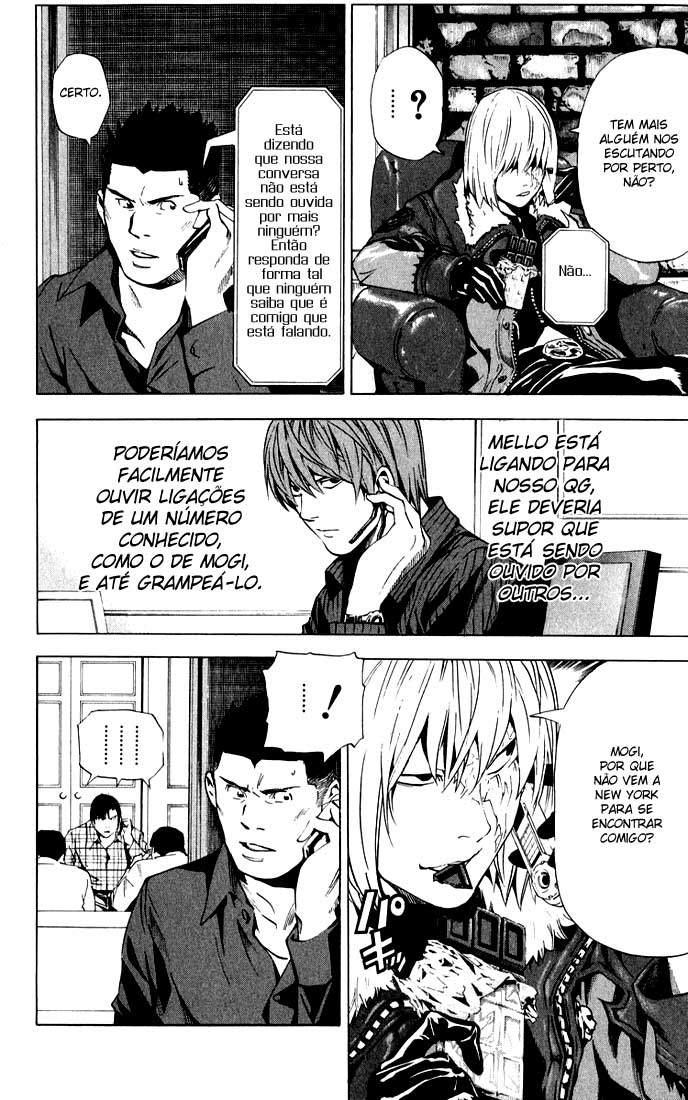 TEM MAIS
ALGUÉM NOS
ESCUTANDO
POR PERTO,
NÃO?
Não...
......?
Está
dizendo
que nossa
conversa
não está
sendo ouvida
por mais
ninguém?
Então
responda de
forma tal
que ninguém
saiba que é
comigo que
está falando.
CERTO.
MELLO ESTÁ
LIGANDO PARA
NOSSO QG,
ELE DEVERIA
SUPOR QUE
ESTÁ SENDO
OUVIDO POR
OUTROS...
PODERÍAMOS
FACILMENTE
OUVIR LIGAÇÕES
DE UM NÚMERO
CONHECIDO,
COMO O DE MOGI,
E ATÉ GRAMPEÁ-LO.
MOGI,
POR QUE
NÃO VEM A
NEW YORK
PARA SE
ENCONTRAR
COMIGO?
パキッ
......!
......